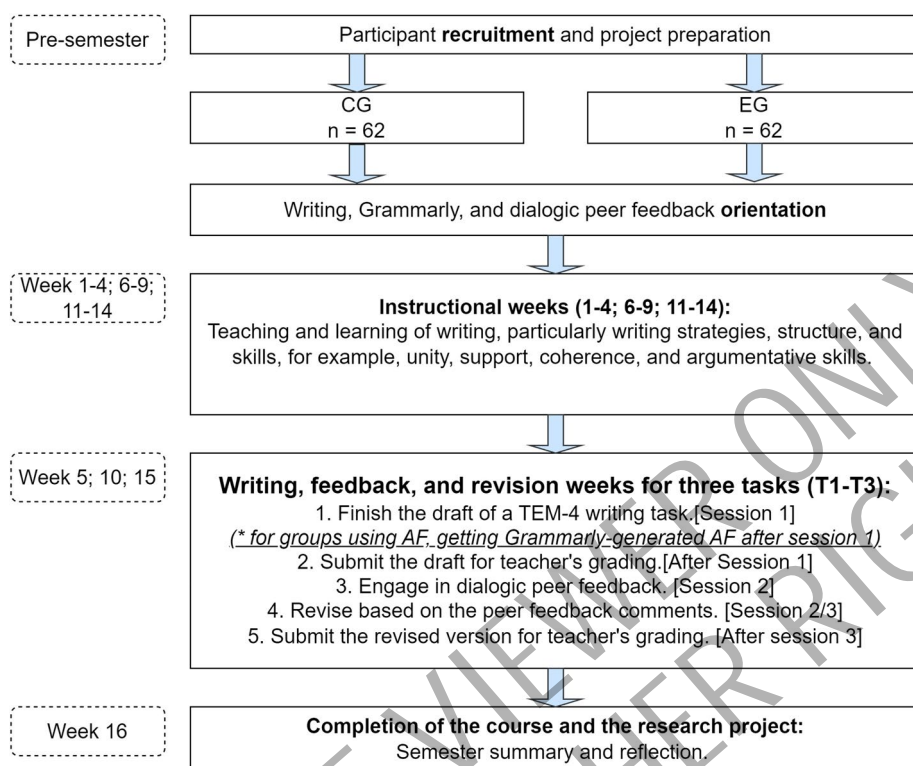 Pre-semester
Participant recruitment and project preparation
CG
n = 62
EG
n = 62
Writing, Grammarly, and dialogic peer feedback orientation
Week 1-4; 6-9;
11-14
Instructional weeks (1-4; 6-9; 11-14):
Teaching and learning of writing, particularly writing strategies, structure, and
skills, for example, unity, support, coherence, and argumentative skills.
Week 5; 10; 15
Writing, feedback, and revision weeks for three tasks (T1-T3):
1. Finish the draft of a TEM-4 writing task.[Session 1]
(* for groups using AF, getting Grammarly-generated AF after session 1)
2. Submit the draft for teacher's grading.[After Session 1]
3. Engage in dialogic peer feedback. [Session 2]
4. Revise based on the peer feedback comments. [Session 2/3]
5. Submit the revised version for teacher's grading. [After session 3]
Week 16
Completion of the course and the research project:
Semester summary and reflection.
VIEWER ONLY
HER RIGH